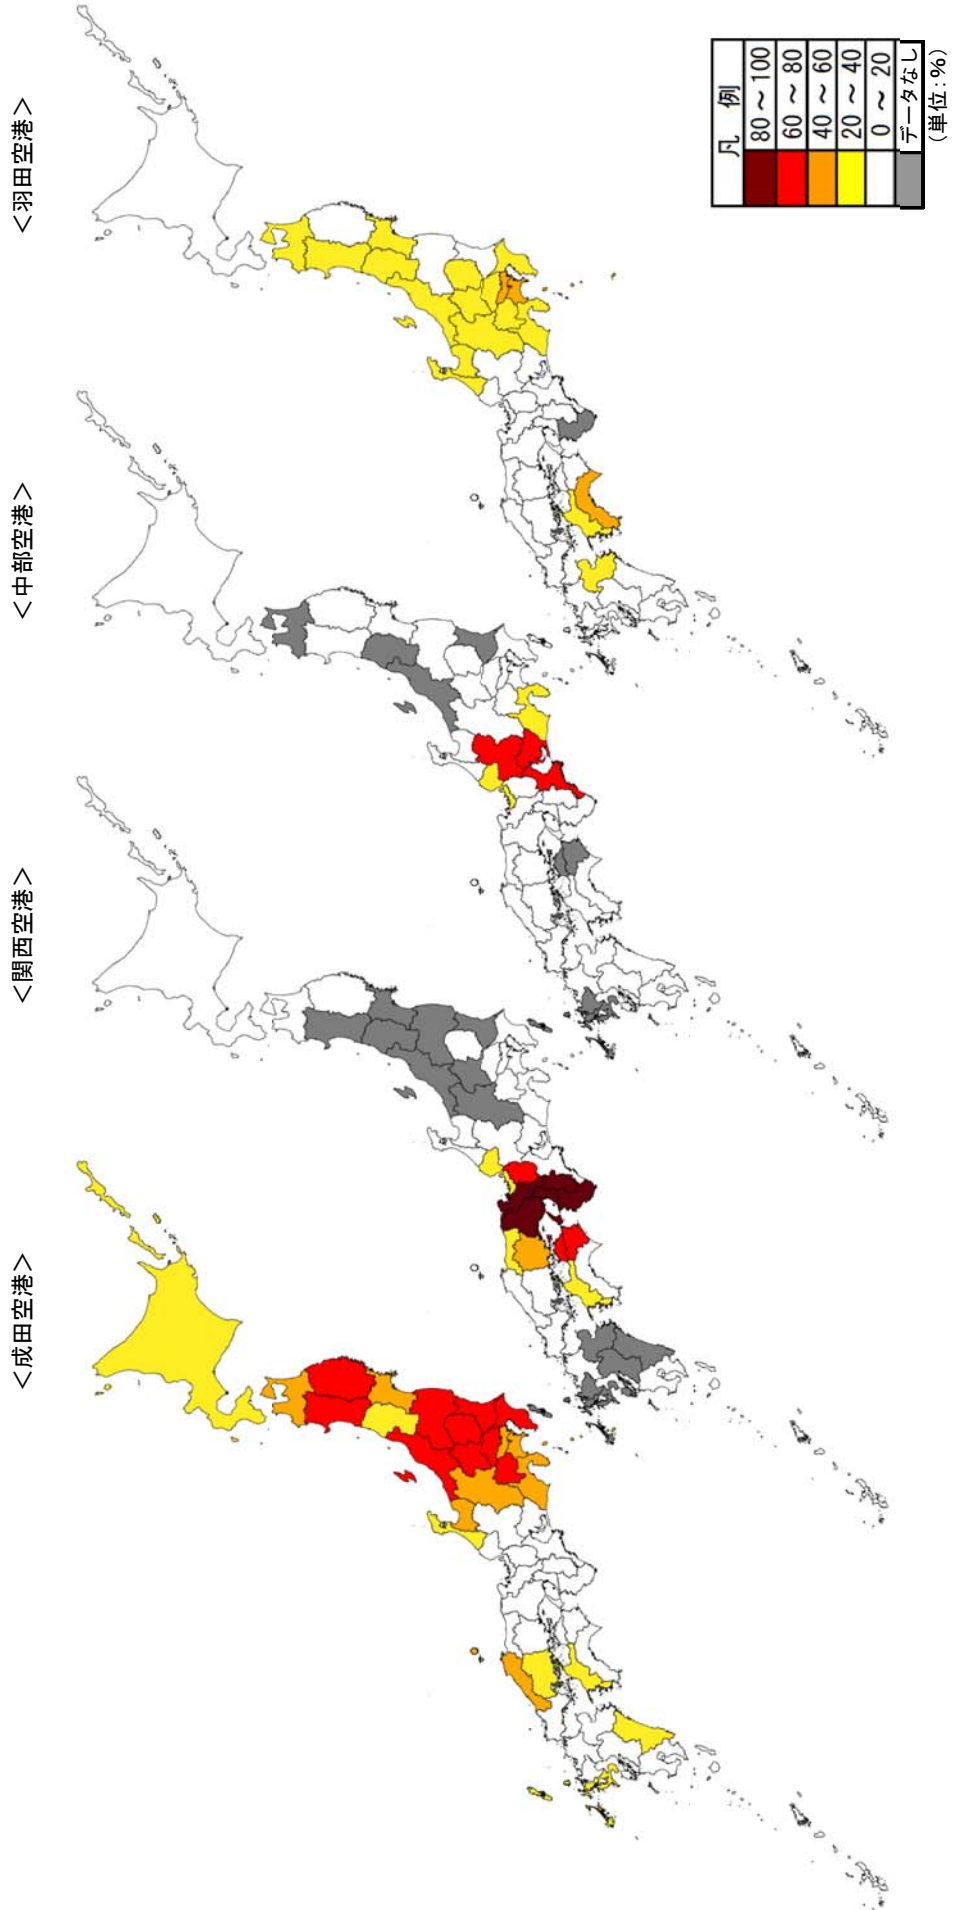 ＜成田空港＞
＜関西空港＞
＜中部空港＞
＜羽田空港＞
凡　例
80 ～ 100
60 ～ 80
40 ～ 60
20 ～ 40
0 ～ 20
データなし
（単位：％）